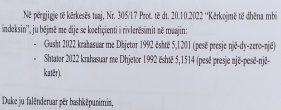 Në përgjigje të kërkesës tuaj, Nr. 305/17 Prot. të dt. 20.10.2022 "Kërkojmë të dhëna mbi
indeksin", ju bëjmë me dije se koefiçienti i rivlerësimit në muajin:
- Gusht 2022 krahasuar me Dhjetor 1992 është 5,1201 (pesë presje një-dy-zero-një)
- Shtator 2022 krahasuar me Dhjetor 1992 është 5,1514 (pesë presje një-pesë-një-
katër).
Duke ju falënderuar për bashkëpunimin,